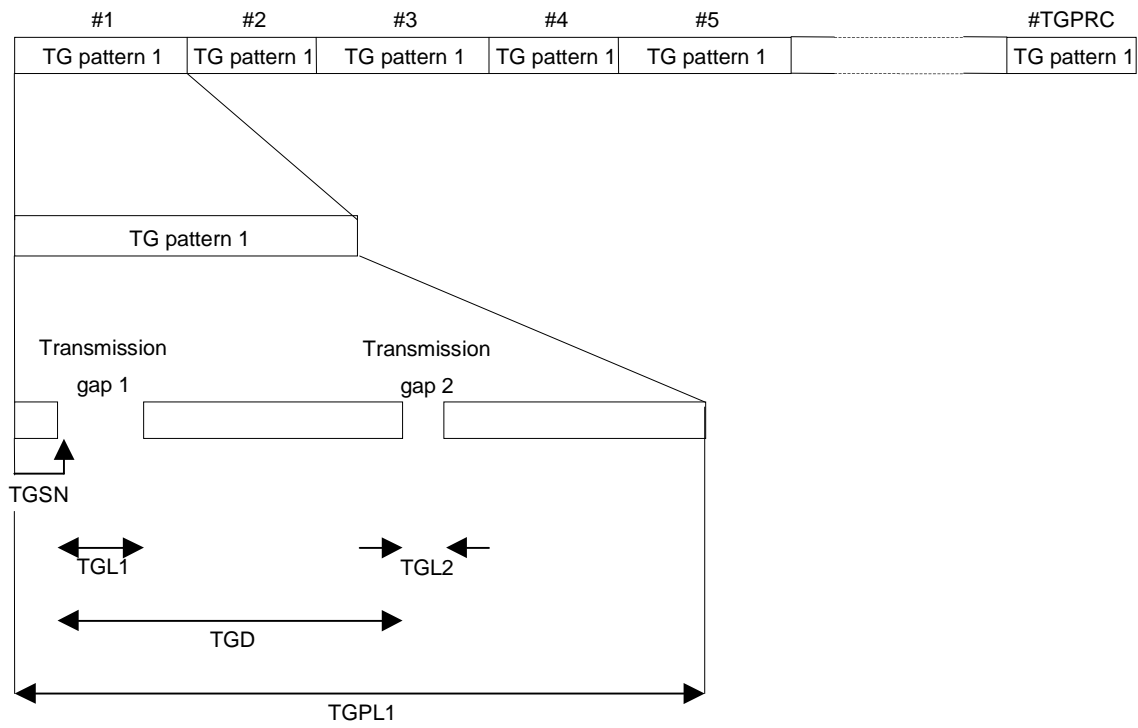 #1 #2 #3 #4 #5 #TGPRC
TG pattern 1 TG pattern 1 TG pattern 1 TG pattern 1 TG pattern 1 TG pattern 1
TG pattern 1
Transmission
gap 1
Transmission
gap 2
TGSN
TGL1 TGL2
TGD
TGPL1